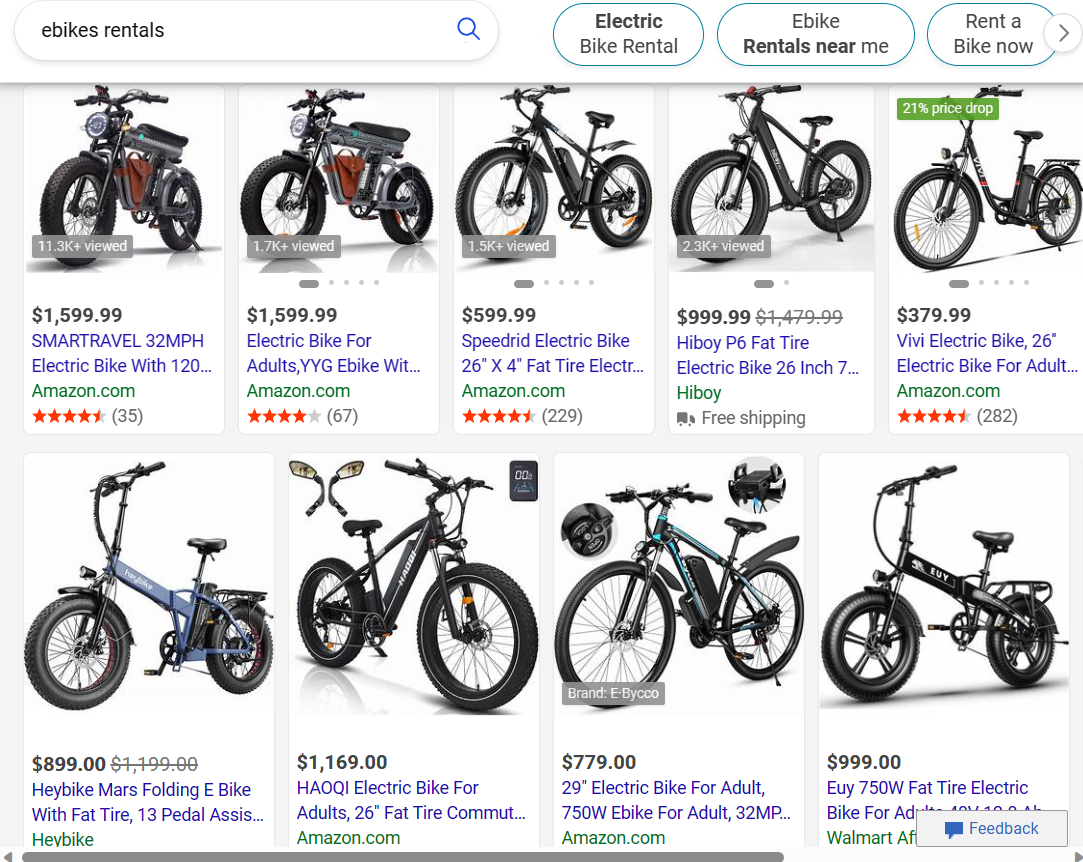 ebikes rentals
Electric
Bike Rental
Ebike
Rentals near me
Rent a
Bike now
21% price drop
11.3K+ viewed
1.7K+ viewed
1.5K+ viewed
2.3K+ viewed
$1,599.99
SMARTRAVEL 32MPH
Electric Bike With 120...
Amazon.com
(35)
$1,599.99
Electric Bike For
Adults,YYG Ebike Wit...
Amazon.com
(67)
$599.99
Speedrid Electric Bike
26" X 4" Fat Tire Electr...
Amazon.com
(229)
$999.99 $1,479.99
Hiboy P6 Fat Tire
Electric Bike 26 Inch 7...
Hiboy
Free shipping
$379.99
Vivi Electric Bike, 26"
Electric Bike For Adult...
Amazon.com
(282)
heybike
HAOQI
Brand: E-Bycco
EUY
$899.00 $1,199.00
Heybike Mars Folding E Bike
With Fat Tire, 13 Pedal Assis...
Heybike
$1,169.00
HAOQI Electric Bike For
Adults, 26" Fat Tire Commut...
Amazon.com
$779.00
29" Electric Bike For Adult,
750W Ebike For Adult, 32MP...
Amazon.com
$999.00
Euy 750W Fat Tire Electric
Bike For Adults
Walmart
Feedback